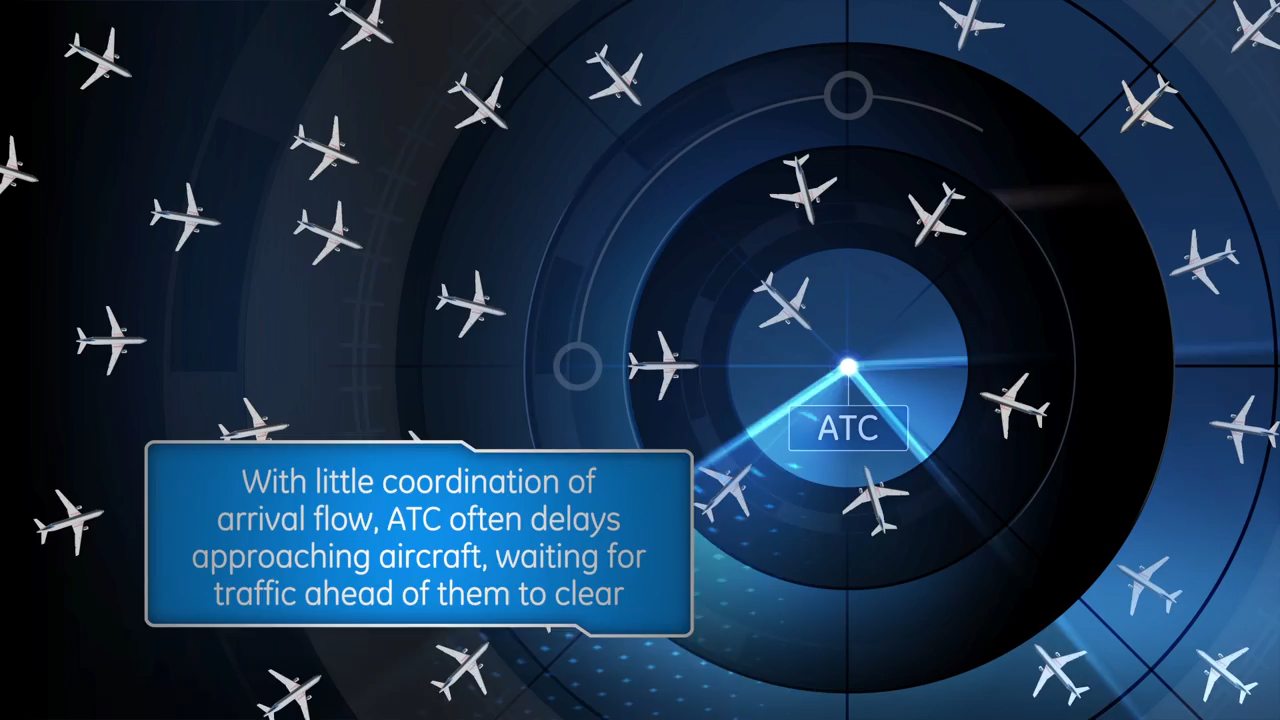 ATC
With little coordination of
arrival flow, ATC often delays
approaching aircraft, waiting for
traffic ahead of them to clear